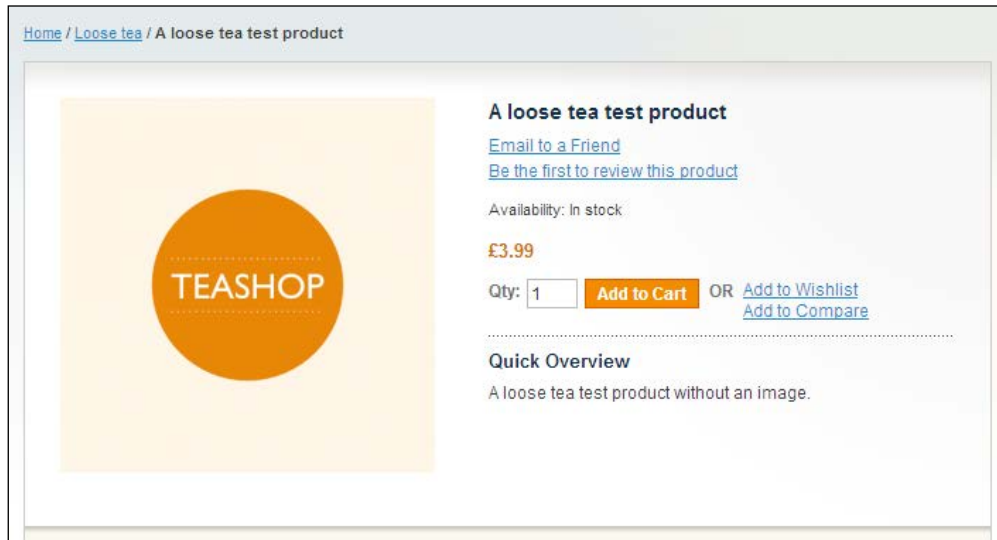 Home / Loose tea / A loose tea test product
TEASHOP
A loose tea test product
Email to a Friend
Be the first to review this product
Availability: In stock
£3.99
Qty: 1 Add to Cart OR Add to Wishlist
Add to Compare
Quick Overview
A loose tea test product without an image.